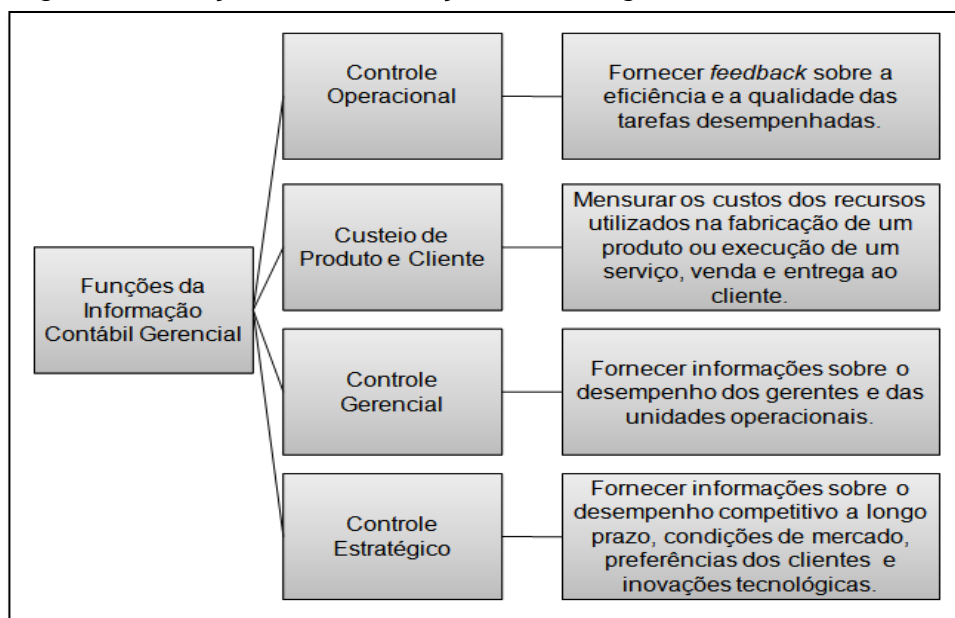 Controle
Operacional
Fornecer feedback sobre a
eficiência e a qualidade das
tarefas desempenhadas.
Custeio de
Produto e Cliente
Mensurar os custos dos recursos
utilizados na fabricação de um
produto ou execução de um
serviço, venda e entrega ao
cliente.
Funções da
Informação
Contábil Gerencial
Controle
Gerencial
Fornecer informações sobre o
desempenho dos gerentes e das
unidades operacionais.
Controle
Estratégico
Fornecer informações sobre o
desempenho competitivo a longo
prazo, condições de mercado,
preferências dos clientes e
inovações tecnológicas.